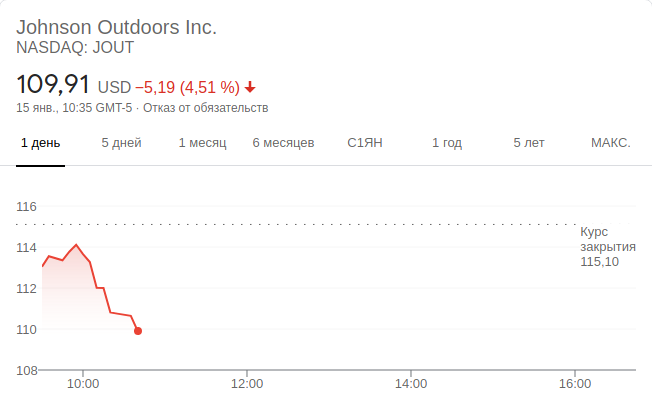 Johnson Outdoors Inc.
NASDAQ: JOUT
109,91 USD −5,19 (4,51 %)
15 янв., 10:35 GMT-5 · Отказ от обязательств
1 день 5 дней 1 месяц 6 месяцев С1ЯН 1 год 5 лет МАКС.
116
Курс
закрытия
115,10
114
112
110
108
10:00 12:00 14:00 16:00